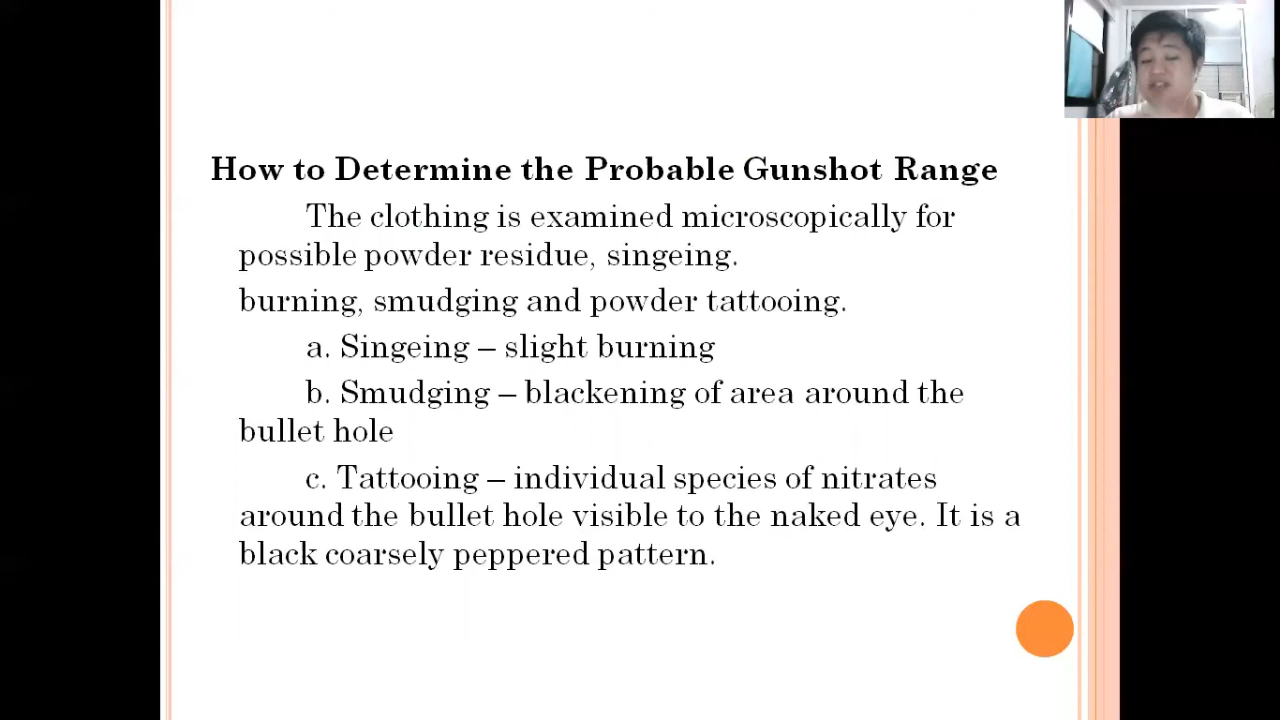 How to Determine the Probable Gunshot Range
The clothing is examined microscopically for
possible powder residue, singeing.
burning, smudging and powder tattooing.
a. Singeing – slight burning
b. Smudging – blackening of area around the
bullet hole
c. Tattooing – individual species of nitrates
around the bullet hole visible to the naked eye. It is a
black coarsely peppered pattern.